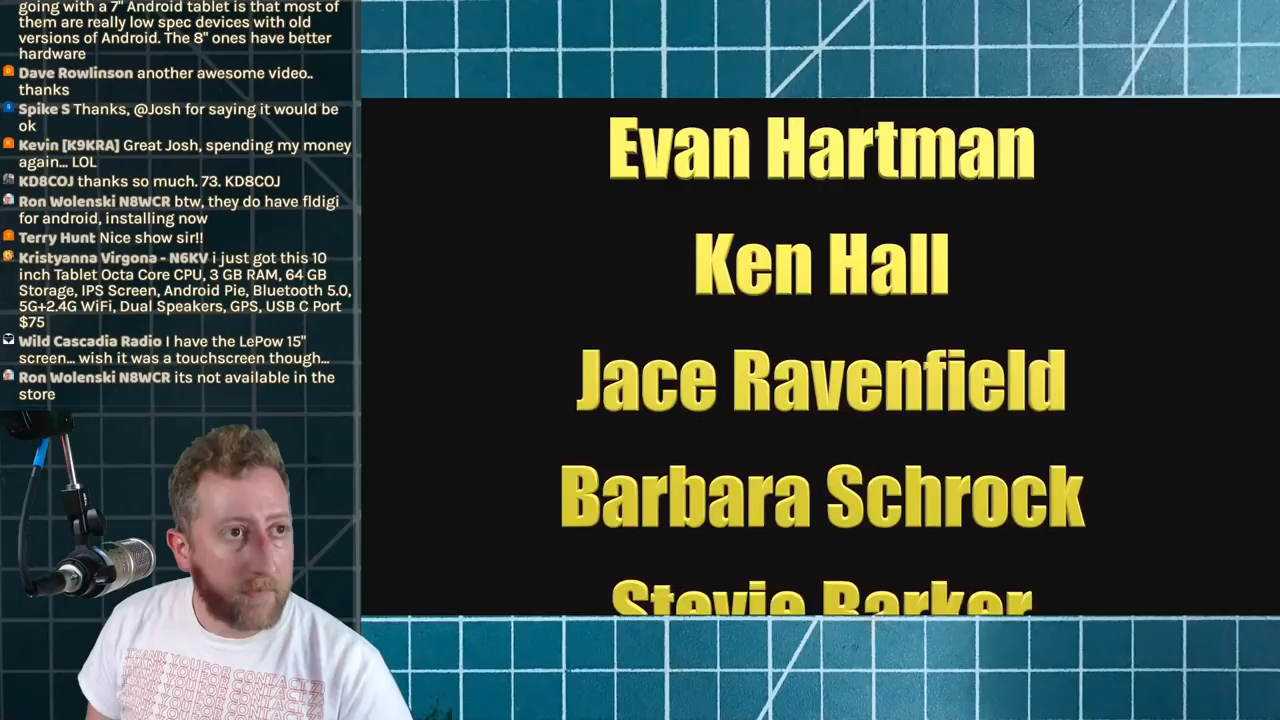 going with a 7" Android tablet is that most of
them are really low spec devices with old
versions of Android. The 8" ones have better
hardware
Dave Rowlinson another awesome video..
thanks
Spike S Thanks, @Josh for saying it would be
ok
Kevin [K9KRA] Great Josh, spending my money
again... LOL
KD8COJ thanks so much. 73. KD8COJ
Ron Wolenski N8WCR btw, they do have fldigi
for android, installing now
Terry Hunt Nice show sir!!
Kristyanna Virgona - N6KV i just got this 10
inch Tablet Octa Core CPU, 3 GB RAM, 64 GB
Storage, IPS Screen, Android Pie, Bluetooth 5.0,
5G+2.4G WiFi, Dual Speakers, GPS, USB C Port
$75
Wild Cascadia Radio I have the LePow 15"
screen... wish it was a touchscreen though...
Ron Wolenski N8WCR its not available in the
store
Evan Hartman
Ken Hall
Jace Ravenfield
Barbara Schrock
Stevie Barker
THANK YOU FOR CONTACT